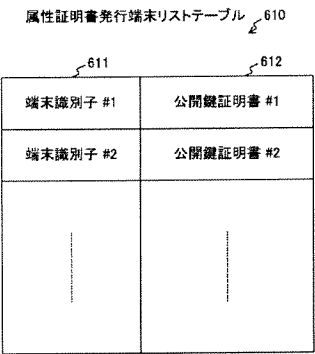 属性証明書発行端末リストテーブル 610
611 612
端末識別子 #1 公開鍵証明書 #1
端末識別子 #2 公開鍵証明書 #2